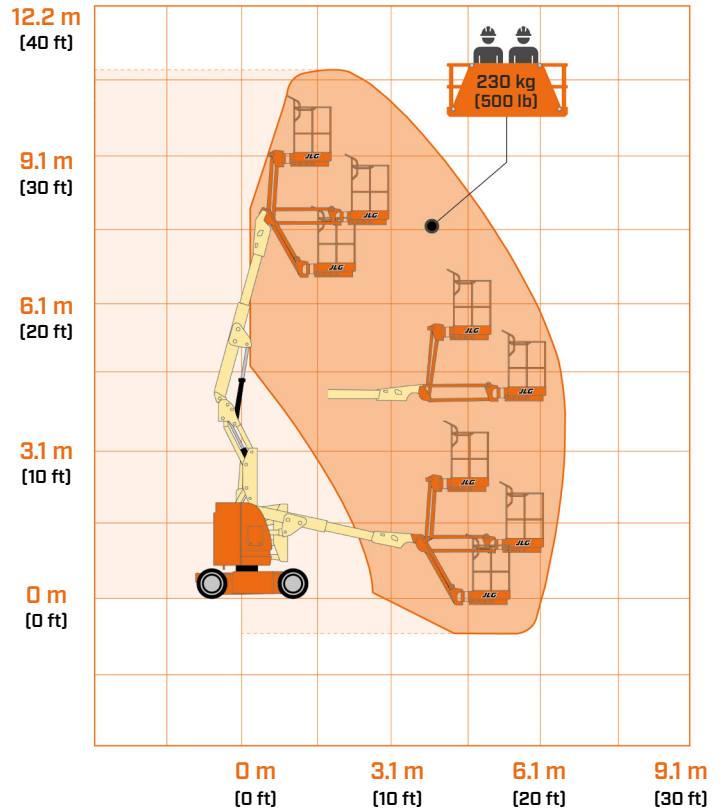 12.2 m
(40 ft)
230 kg
(500 lb)
9.1 m
(30 ft)
JLG
JLG
JLG
6.1 m
(20 ft)
JLG
JLG
3.1 m
(10 ft)
JLG
JLG
JLG
0 m
(0 ft)
0 m
(0 ft)
3.1 m
(10 ft)
6.1 m
(20 ft)
9.1 m
(30 ft)